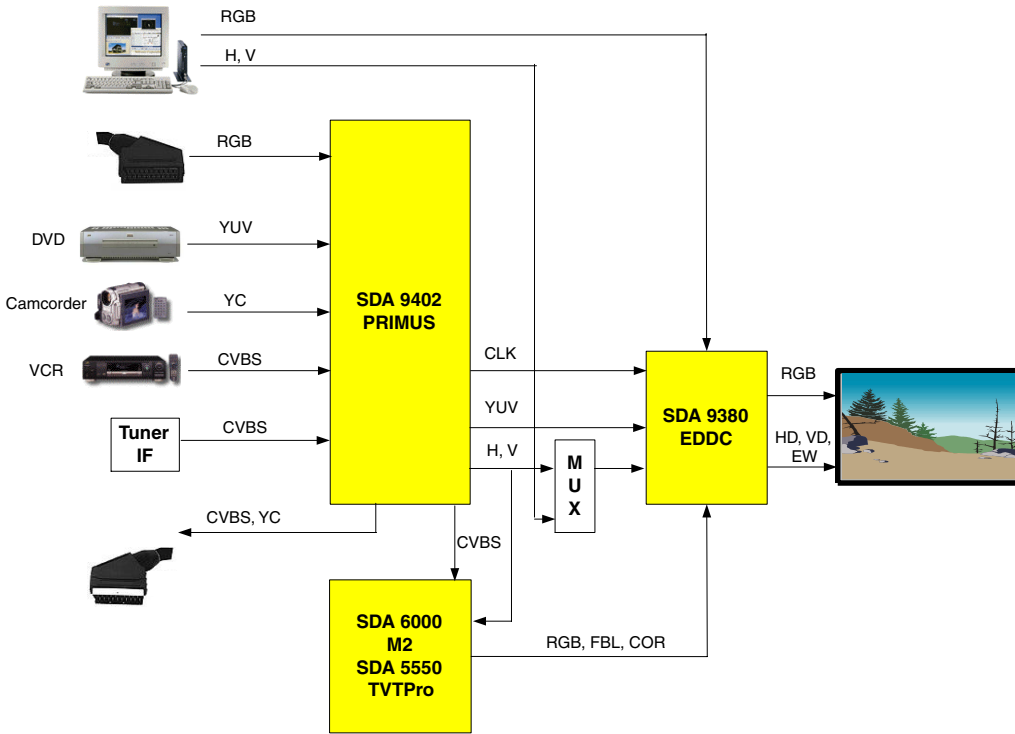 RGB
H, V
RGB
DVD
YUV
Camcorder
YC
VCR
CVBS
Tuner
IF
CVBS
SDA 9402
PRIMUS
CLK
YUV
H, V
M
U
X
SDA 9380
EDDC
RGB
HD, VD,
EW
CVBS, YC
CVBS
SDA 6000
M2
SDA 5550
TVTPro
RGB, FBL, COR